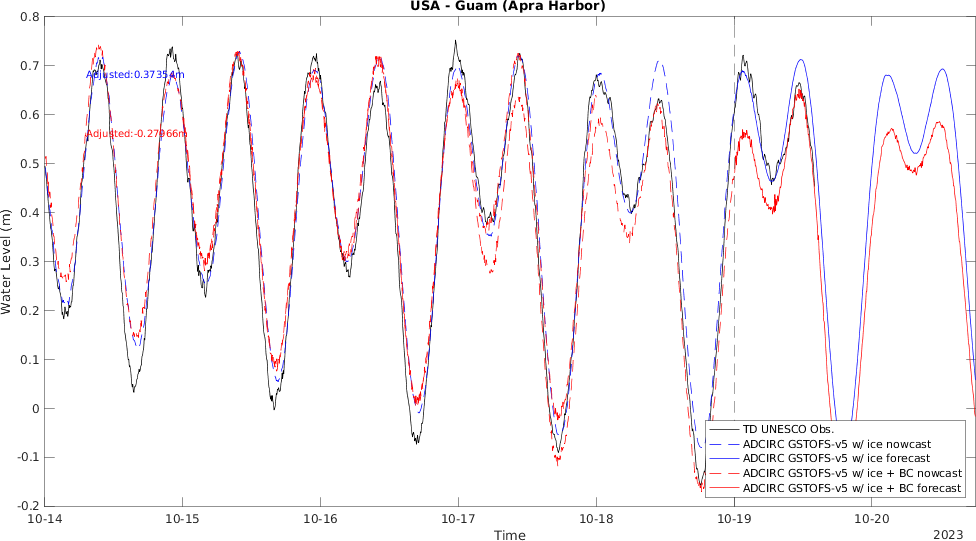 USA - Guam (Apra Harbor)
0.8
0.7
0.6
0.5
0.4
0.3
0.2
0.1
0
-0.1
-0.2
Water Level (m)
Adjusted:0.37354m
Adjusted:-0.27966m
TD UNESCO Obs.
ADCIRC GSTOFS-v5 w/ ice nowcast
ADCIRC GSTOFS-v5 w/ ice forecast
ADCIRC GSTOFS-v5 w/ ice + BC nowcast
ADCIRC GSTOFS-v5 w/ ice + BC forecast
10-14 10-15 10-16 10-17 10-18 10-19 10-20
Time
2023